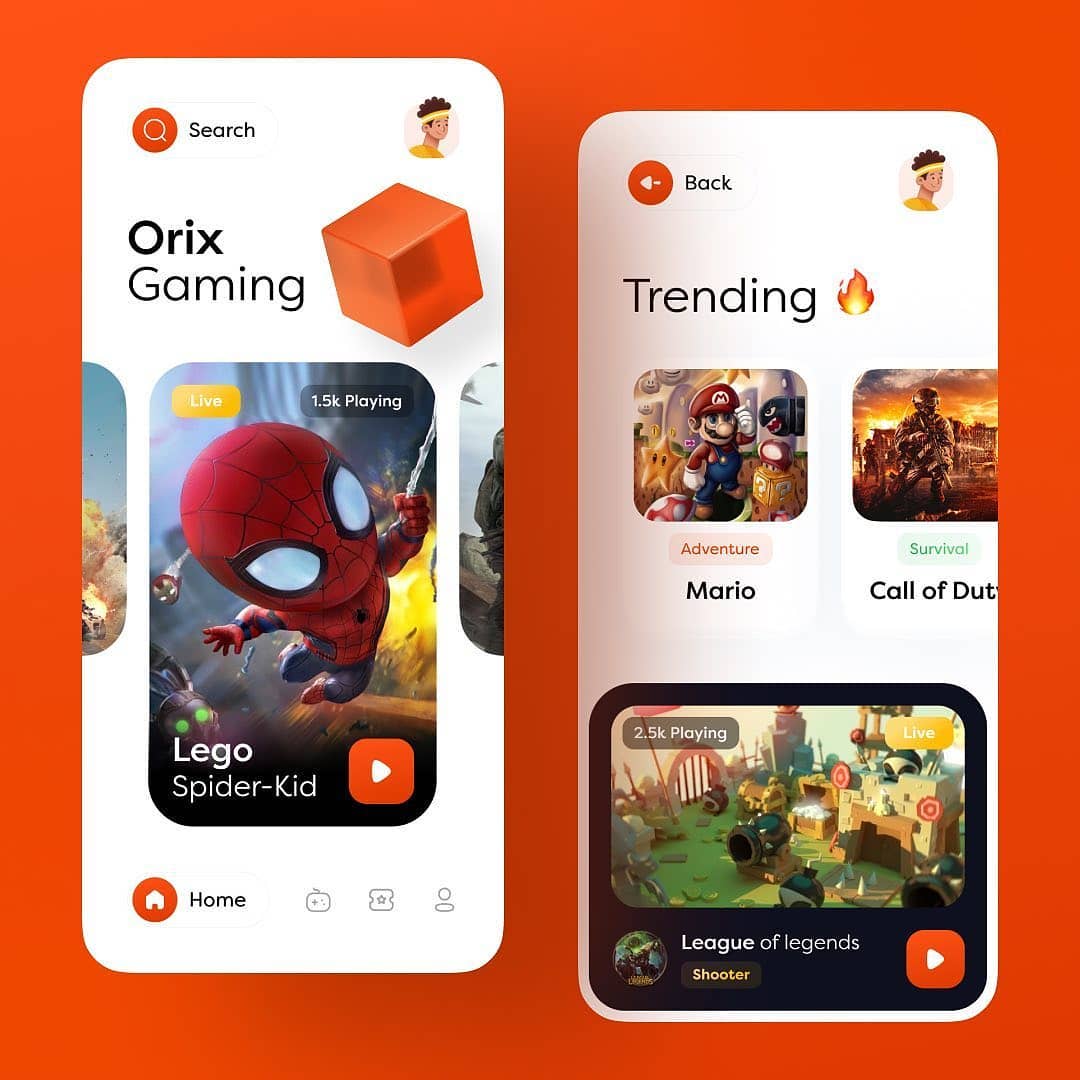 Search
Orix
Gaming
Live
1.5k Playing
Lego
Spider-Kid
Home
Back
Trending
Adventure
Mario
Survival
Call of Duty
2.5k Playing
Live
League of legends
Shooter